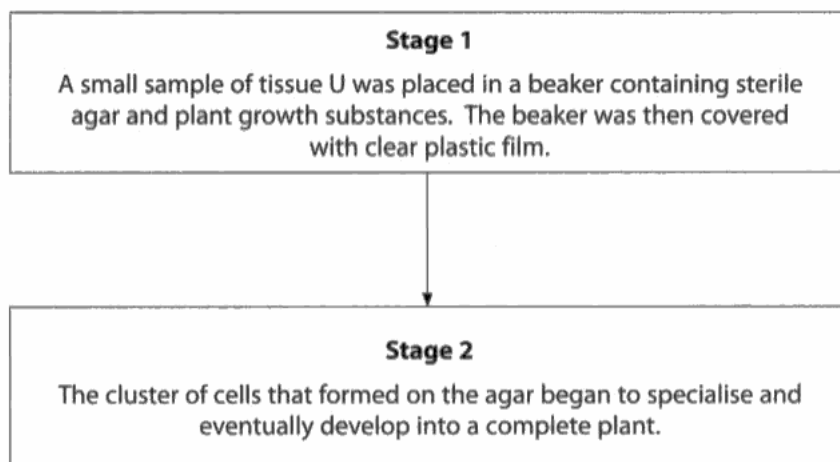 Stage 1
A small sample of tissue U was placed in a beaker containing sterile
agar and plant growth substances. The beaker was then covered
with clear plastic film.
Stage 2
The cluster of cells that formed on the agar began to specialise and
eventually develop into a complete plant.